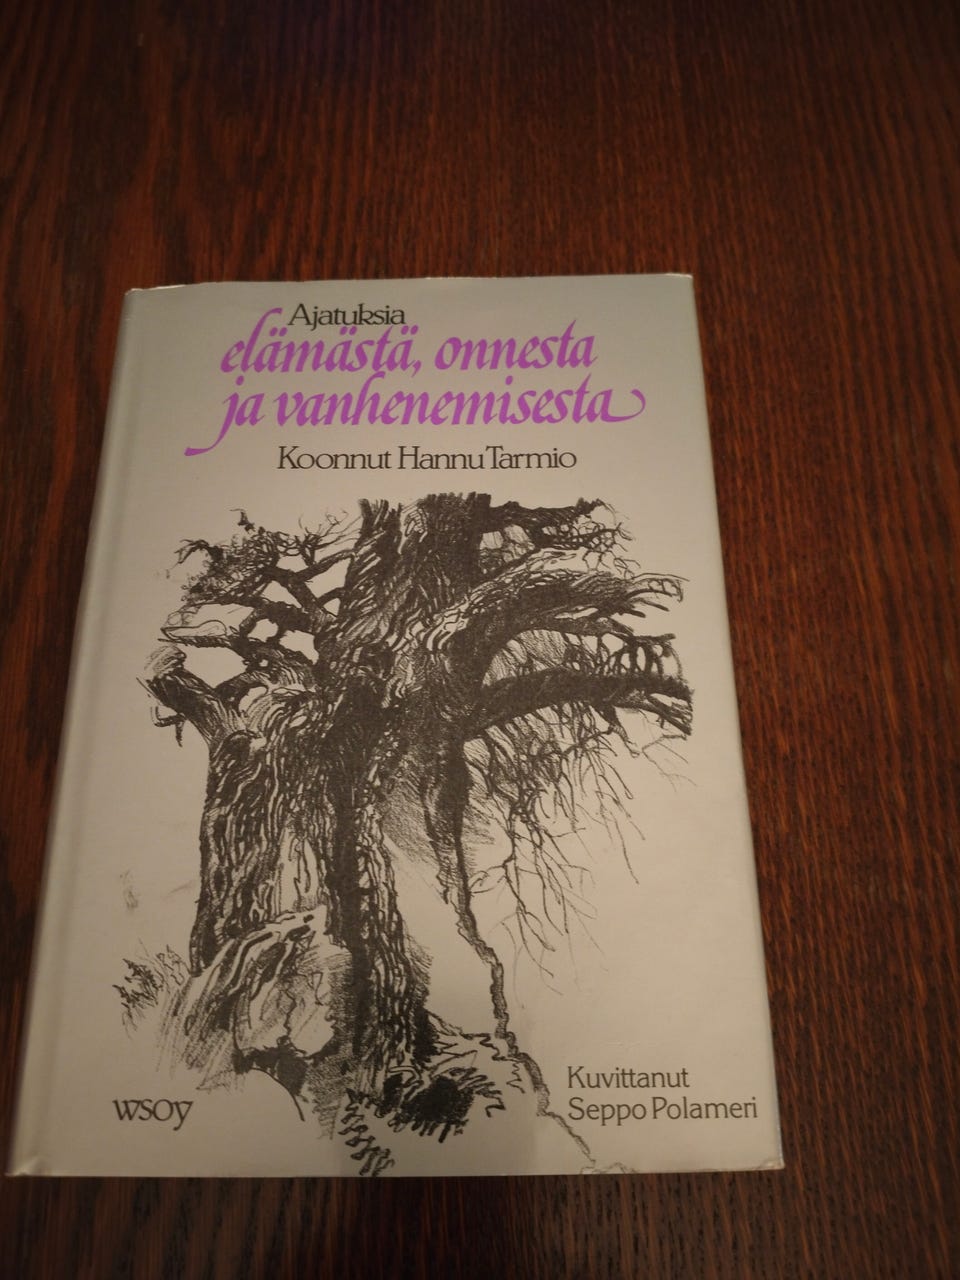 Ajatuksia
elämästä, onnesta
ja vanhenemisesta
Koonnut Hannu Tarmio
wsoy
Kuvittanut
Seppo Polameri